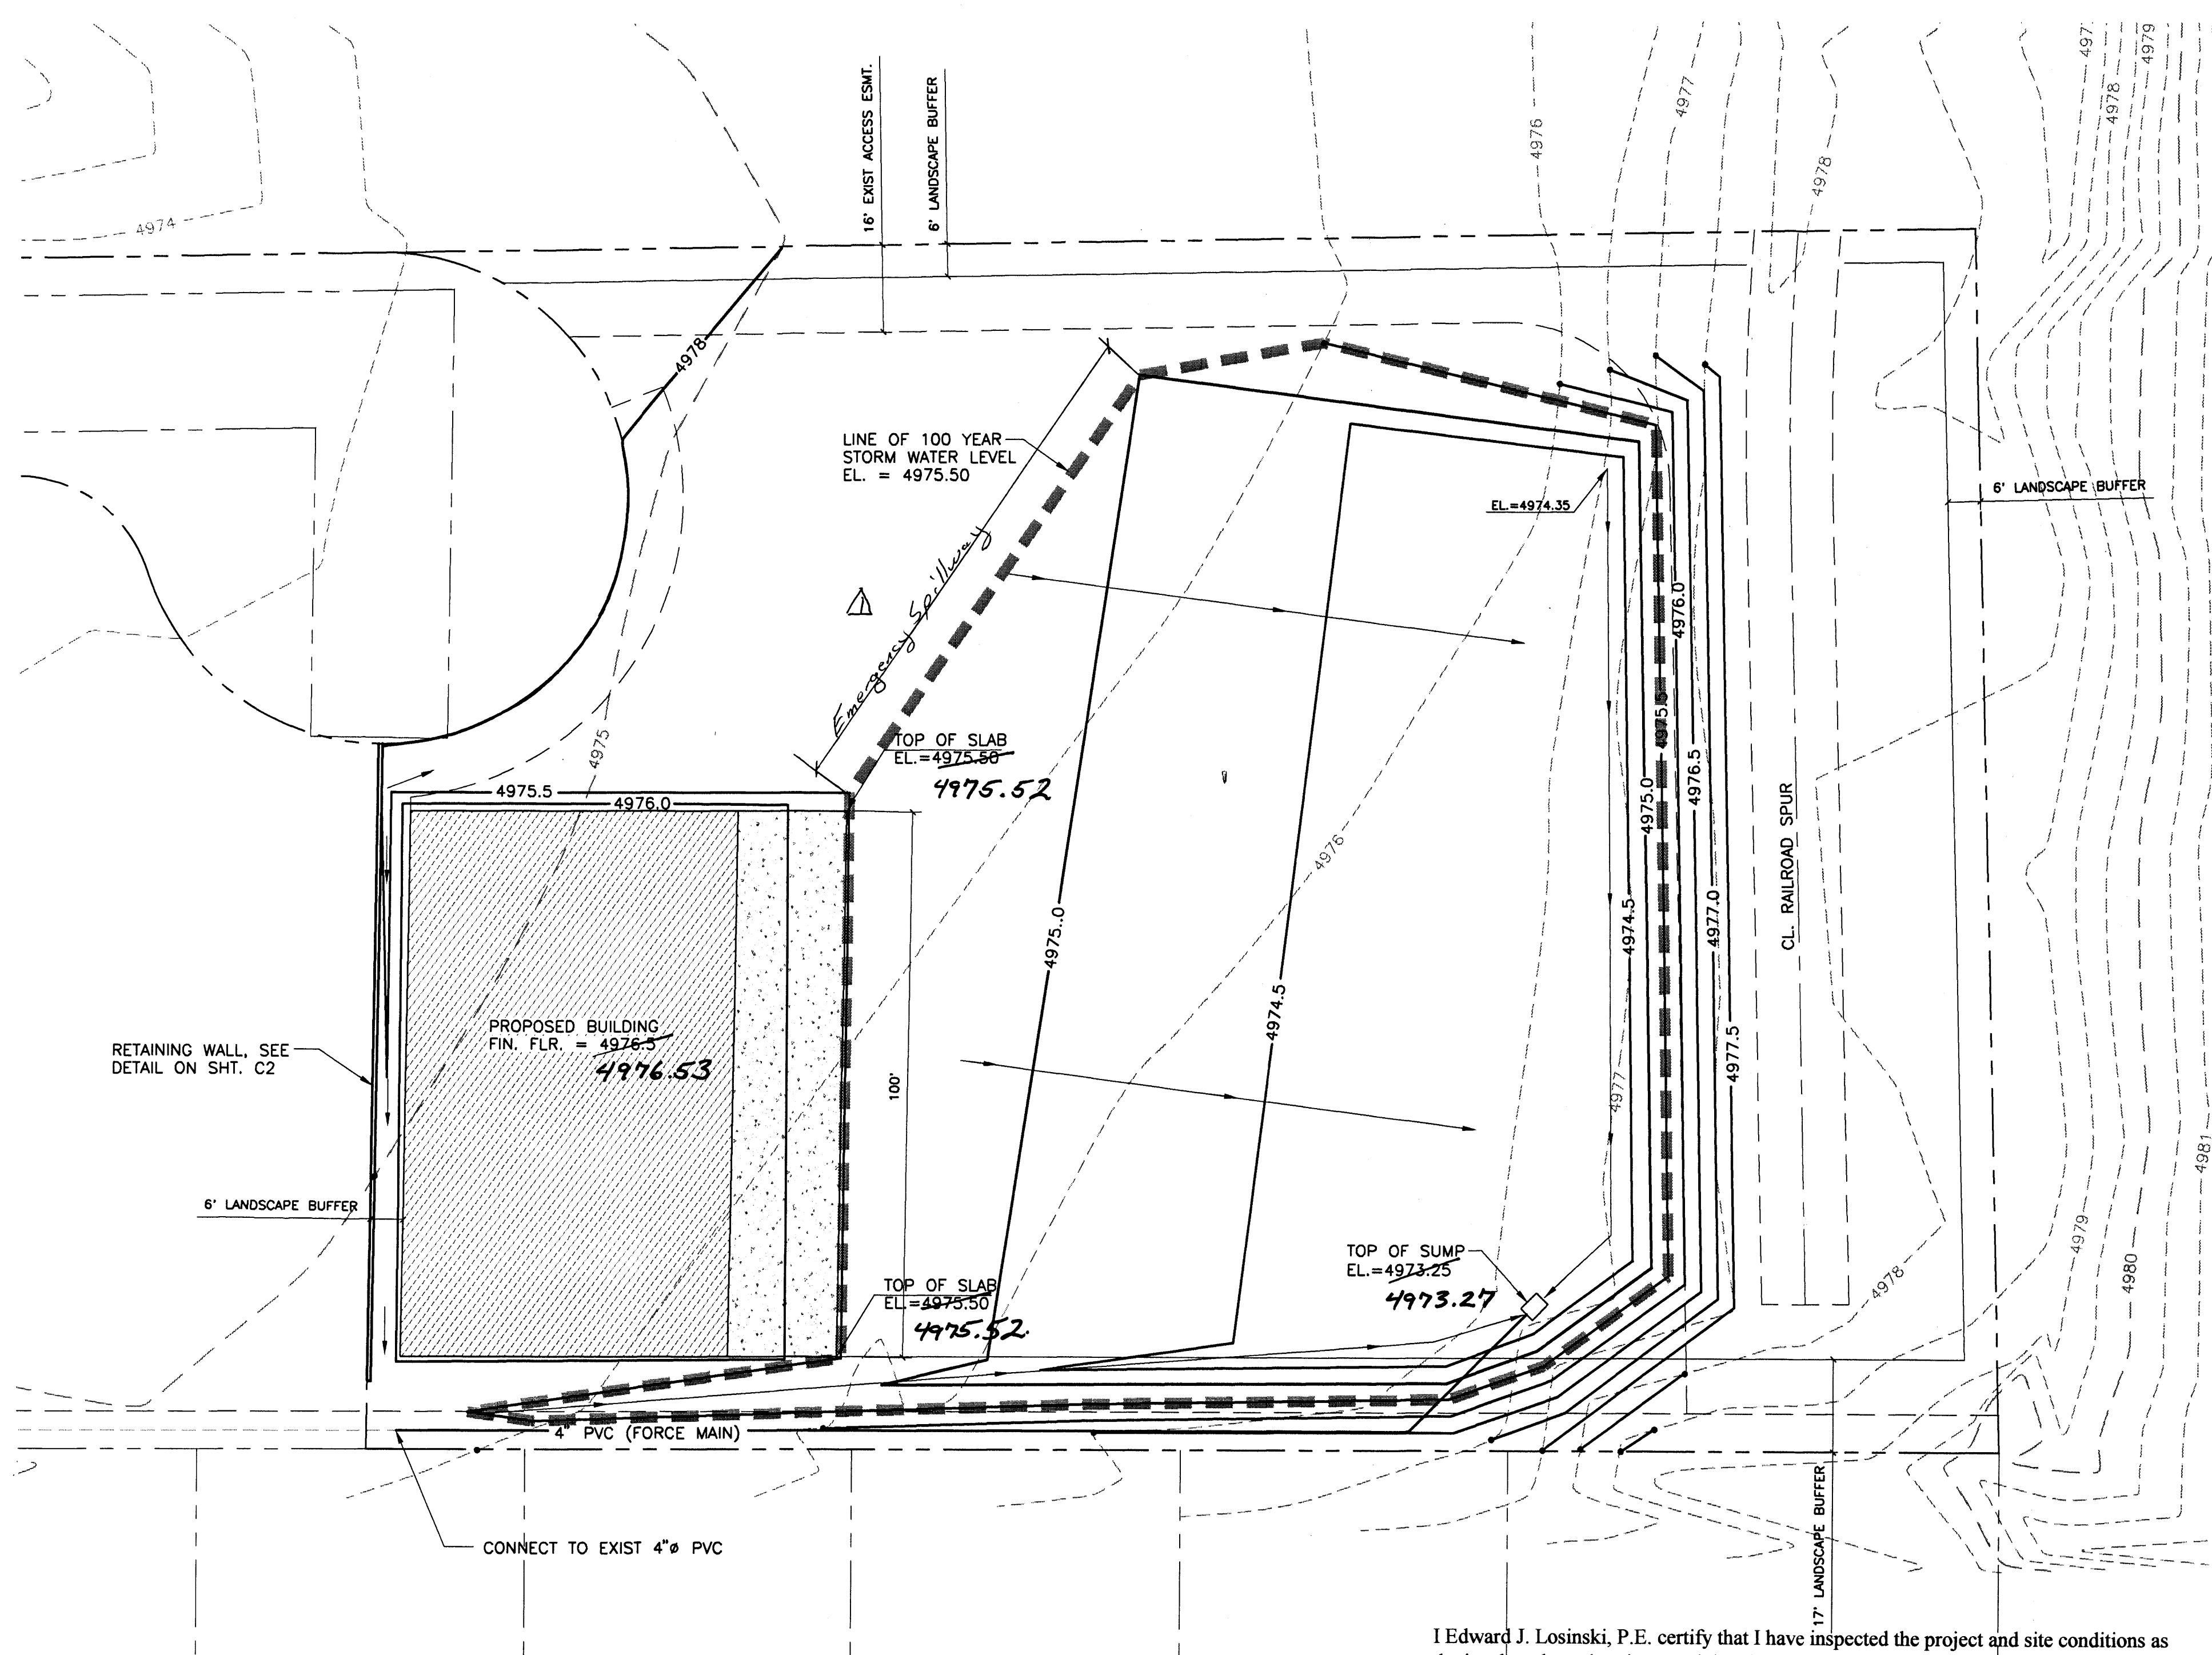 4974
16' EXIST ACCESS ESMT.
6' LANDSCAPE BUFFER
4976
4977
4978
497
4978
4979
4978
LINE OF 100 YEAR
STORM WATER LEVEL
EL. = 4975.50
EL.=4974.35
6' LANDSCAPE BUFFER
Emergency Spillway
1
TOP OF SLAB
EL.=4975.50
4975.52
4975
4975.5
4976.0
4976.0
4975.5
4976.5
4975.0
4976
CL. RAILROAD SPUR
4975.0
4974.5
4974.5
4977.0
4977.5
4977
PROPOSED BUILDING
FIN. FLR. = 4976.5
4976.53
100'
RETAINING WALL, SEE
DETAIL ON SHT. C2
6' LANDSCAPE BUFFER
TOP OF SLAB
EL.=4975.50
4975.52
TOP OF SUMP
EL.=4973.25
4973.27
4978
4979
4980
4981
4" PVC (FORCE MAIN)
CONNECT TO EXIST 4"ø PVC
17' LANDSCAPE BUFFER
I Edward J. Losinski, P.E. certify that I have inspected the project and site conditions as